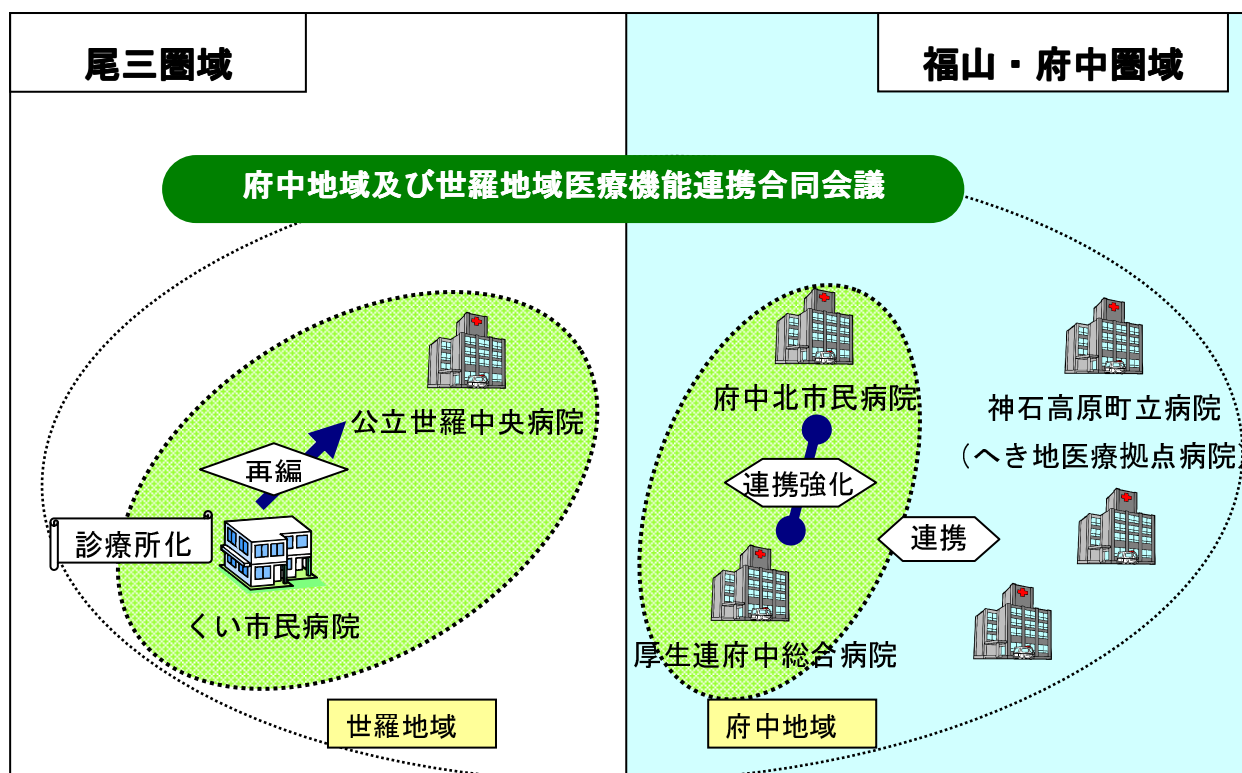 尾三圏域
福山・府中圏域
府中地域及び世羅地域医療機能連携合同会議
公立世羅中央病院
再編
診療所化
くい市民病院
世羅地域
府中北市民病院
連携強化
厚生連府中総合病院
府中地域
連携
神石高原町立病院
（へき地医療拠点病院）